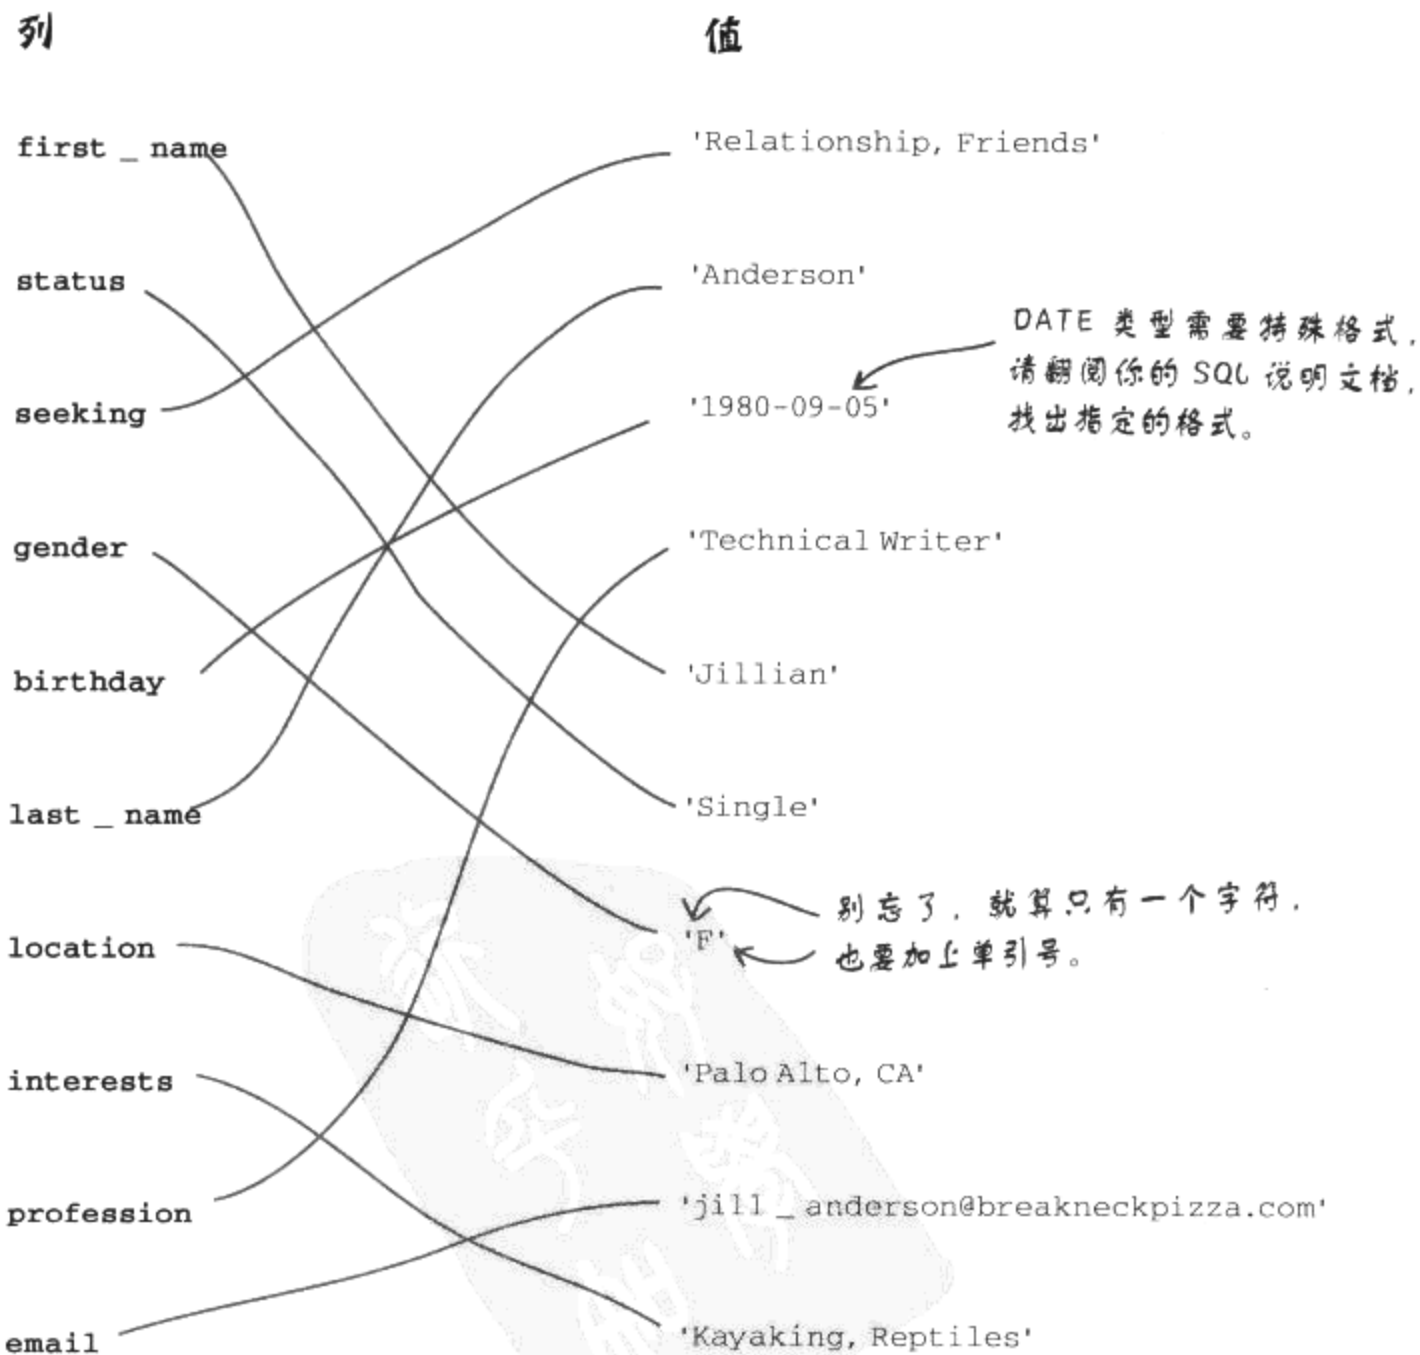 列 值
first _ name 'Relationship, Friends'
status 'Anderson'
DATE 类型需要特殊格式，
请翻阅你的 SQL 说明文档，
找出指定的格式。
seeking '1980-09-05'
gender 'Technical Writer'
birthday 'Jillian'
last _ name 'Single'
别忘了，就算只有一个字符，
也要加上单引号。
location 'F'
interests 'Palo Alto, CA'
profession 'jill _ anderson@breakneckpizza.com'
email 'Kayaking, Reptiles'